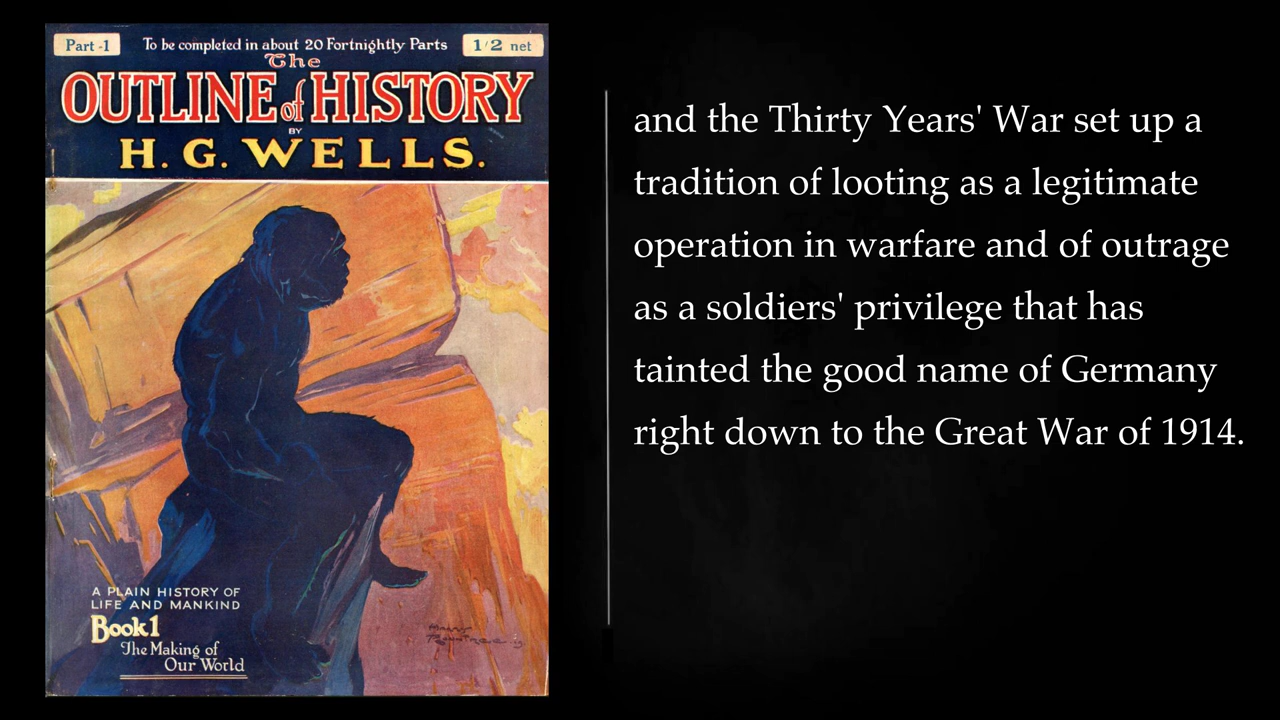 Part -1
To be completed in about 20 Fortnightly Parts
1/2 net
The
OUTLINE of HISTORY
BY
H. G. WELLS.
A PLAIN HISTORY OF
LIFE AND MANKIND
Book 1
The Making of
Our World
and the Thirty Years' War set up a
tradition of looting as a legitimate
operation in warfare and of outrage
as a soldiers' privilege that has
tainted the good name of Germany
right down to the Great War of 1914.